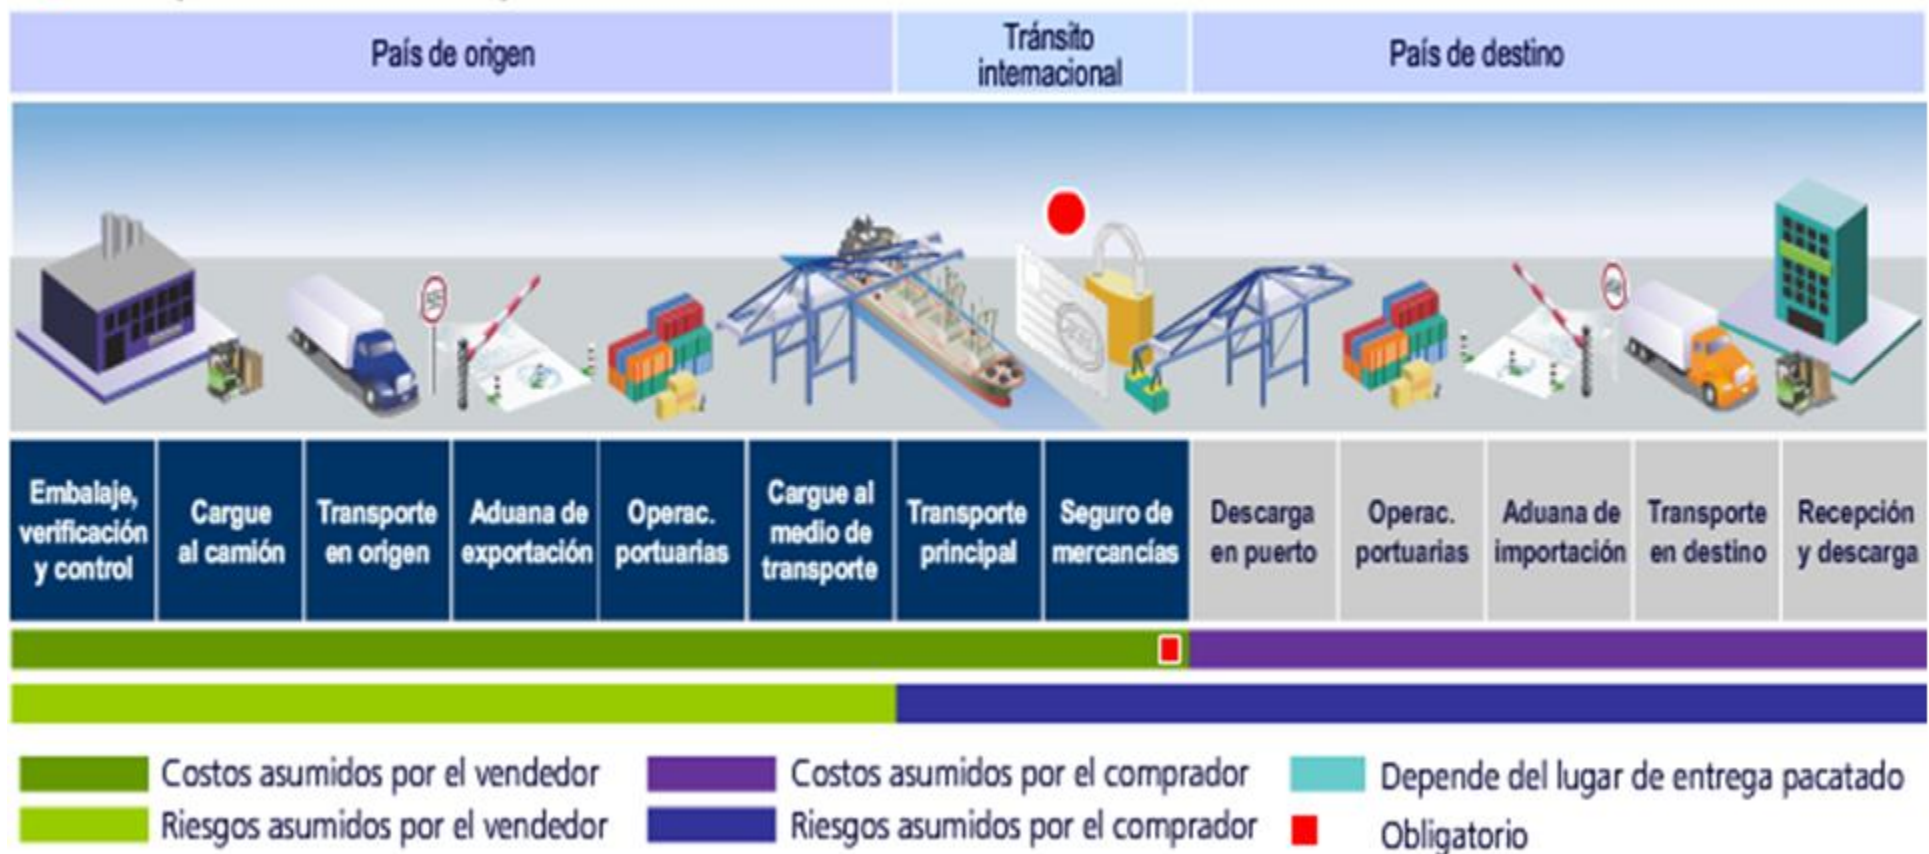 País de origen
Tránsito
internacional
País de destino
Embalaje,
verificación
y control
Cargue
al camión
Transporte
en origen
Aduana de
exportación
Operac.
portuarias
Cargue al
medio de
transporte
Transporte
principal
Seguro de
mercancías
Descarga
en puerto
Operac.
portuarias
Aduana de
importación
Transporte
en destino
Recepción
y descarga
Costos asumidos por el vendedor
Costos asumidos por el comprador
Depende del lugar de entrega pacatado
Riesgos asumidos por el vendedor
Riesgos asumidos por el comprador
Obligatorio